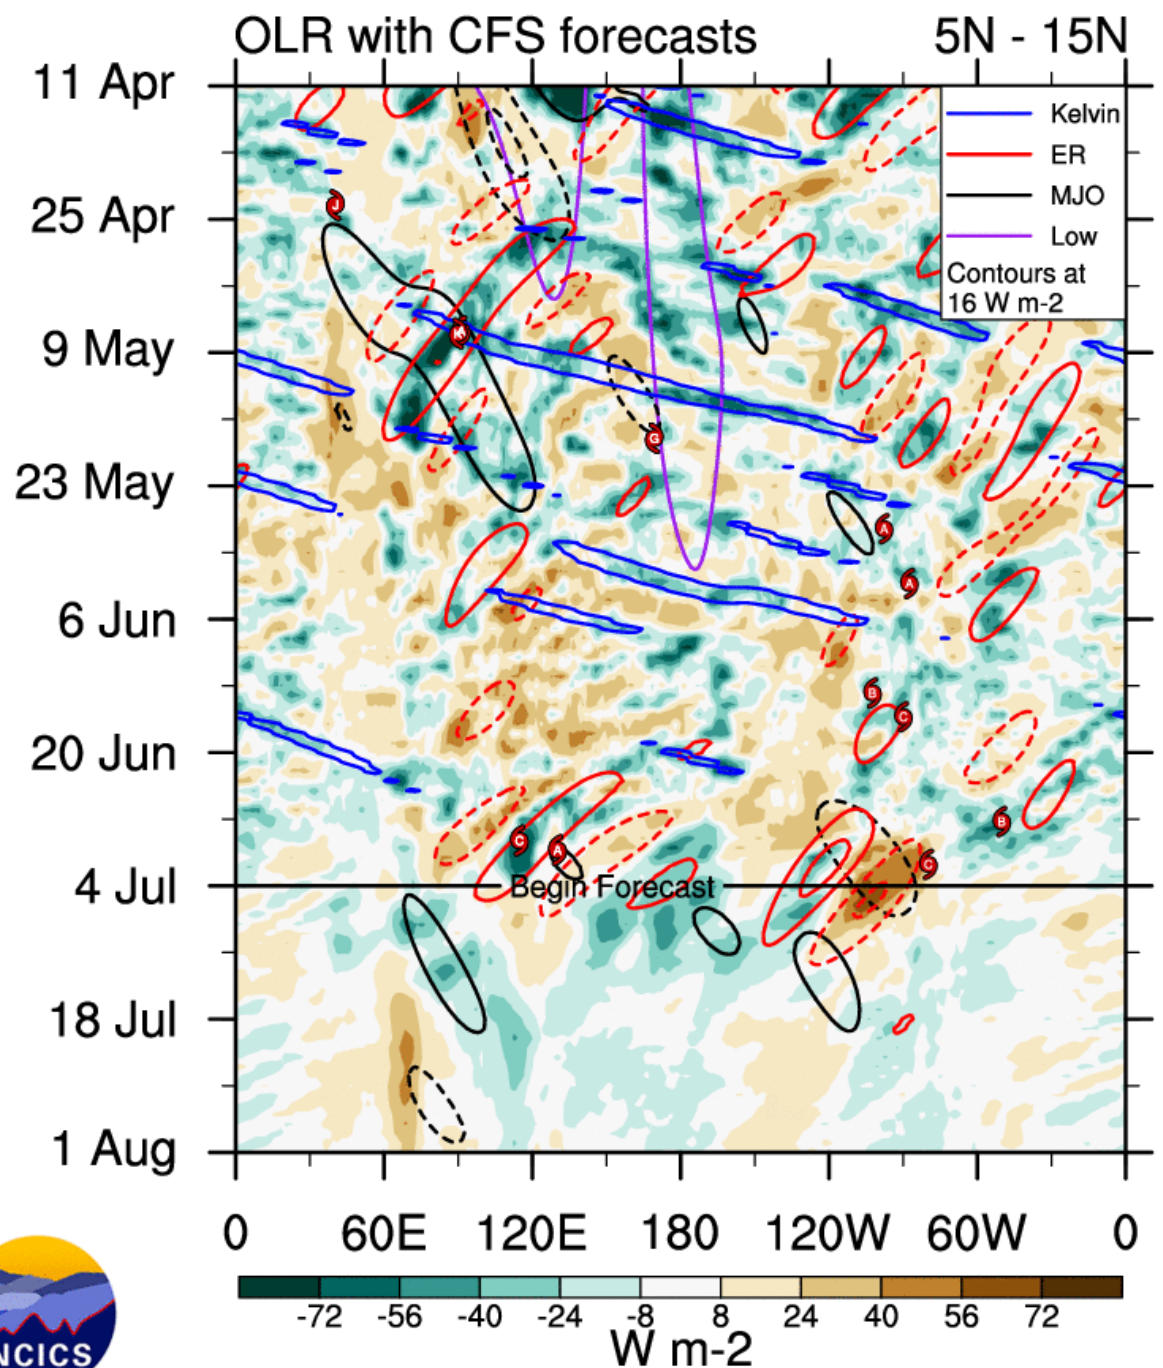 OLR with CFS forecasts 5N - 15N
11 Apr
25 Apr
9 May
23 May
6 Jun
20 Jun
4 Jul
18 Jul
1 Aug
Kelvin
ER
MJO
Low
Contours at
16 W m-2
J
G
A
A
B
C
B
C
A
C
Begin Forecast
0 60E 120E 180 120W 60W 0
-72 -56 -40 -24 -8 8 24 40 56 72
W m-2
NCICS